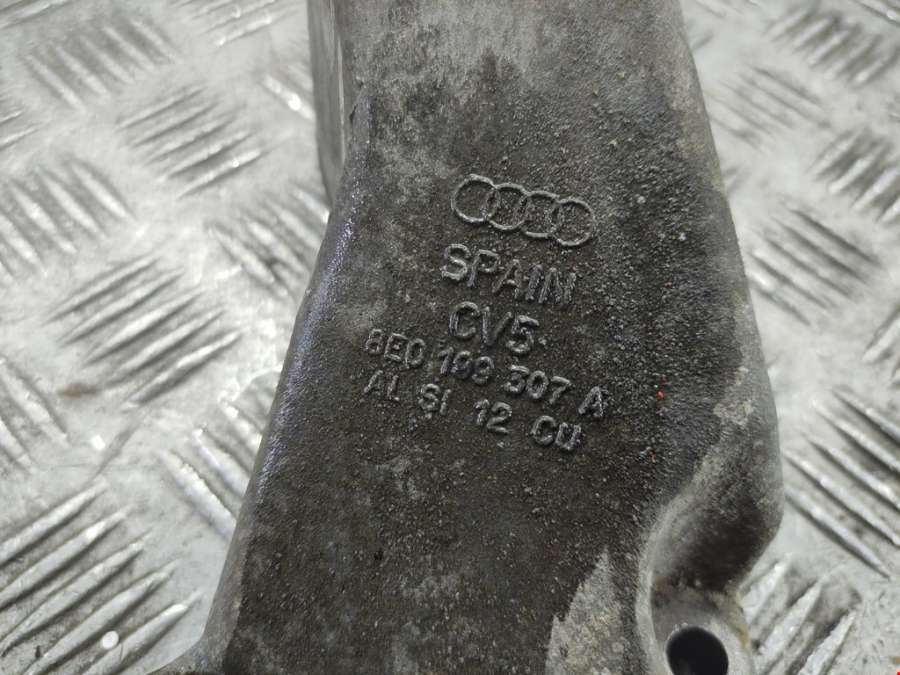 SPAIN
CV5
8E0 199 307 A
AL SI 12 CU